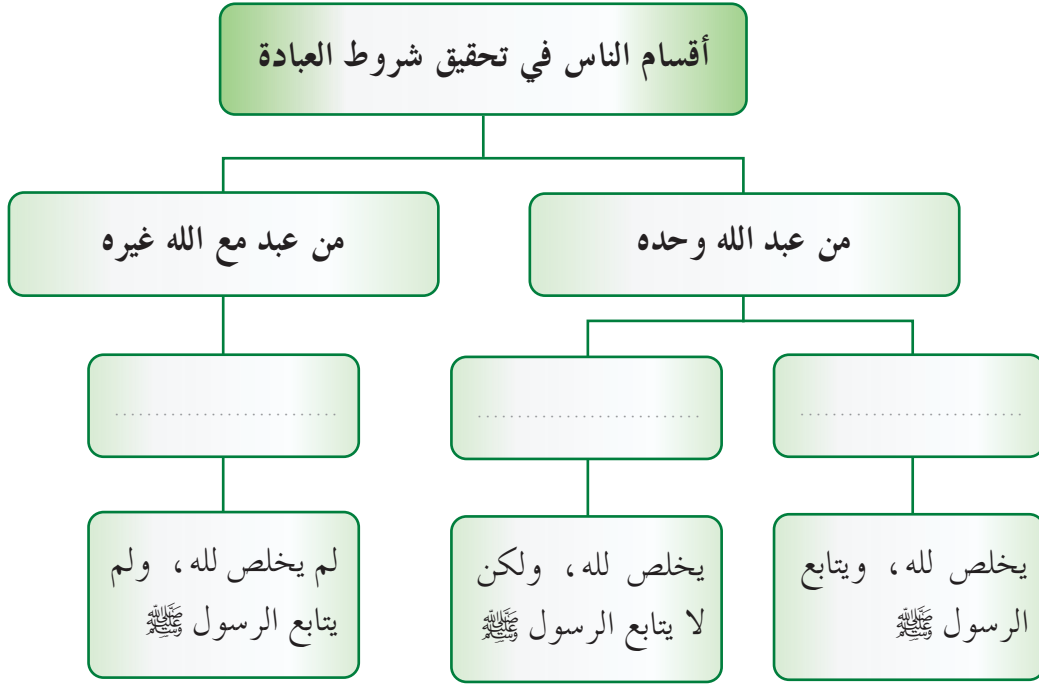 أقسام الناس في تحقيق شروط العبادة
من عبد الله وحده
من عبد مع الله غيره
..............................
..............................
..............................
يخلص لله، ويتابع
الرسول ﷺ
يخلص لله، ولكن
لا يتابع الرسول ﷺ
لم يخلص لله، ولم
يتابع الرسول ﷺ